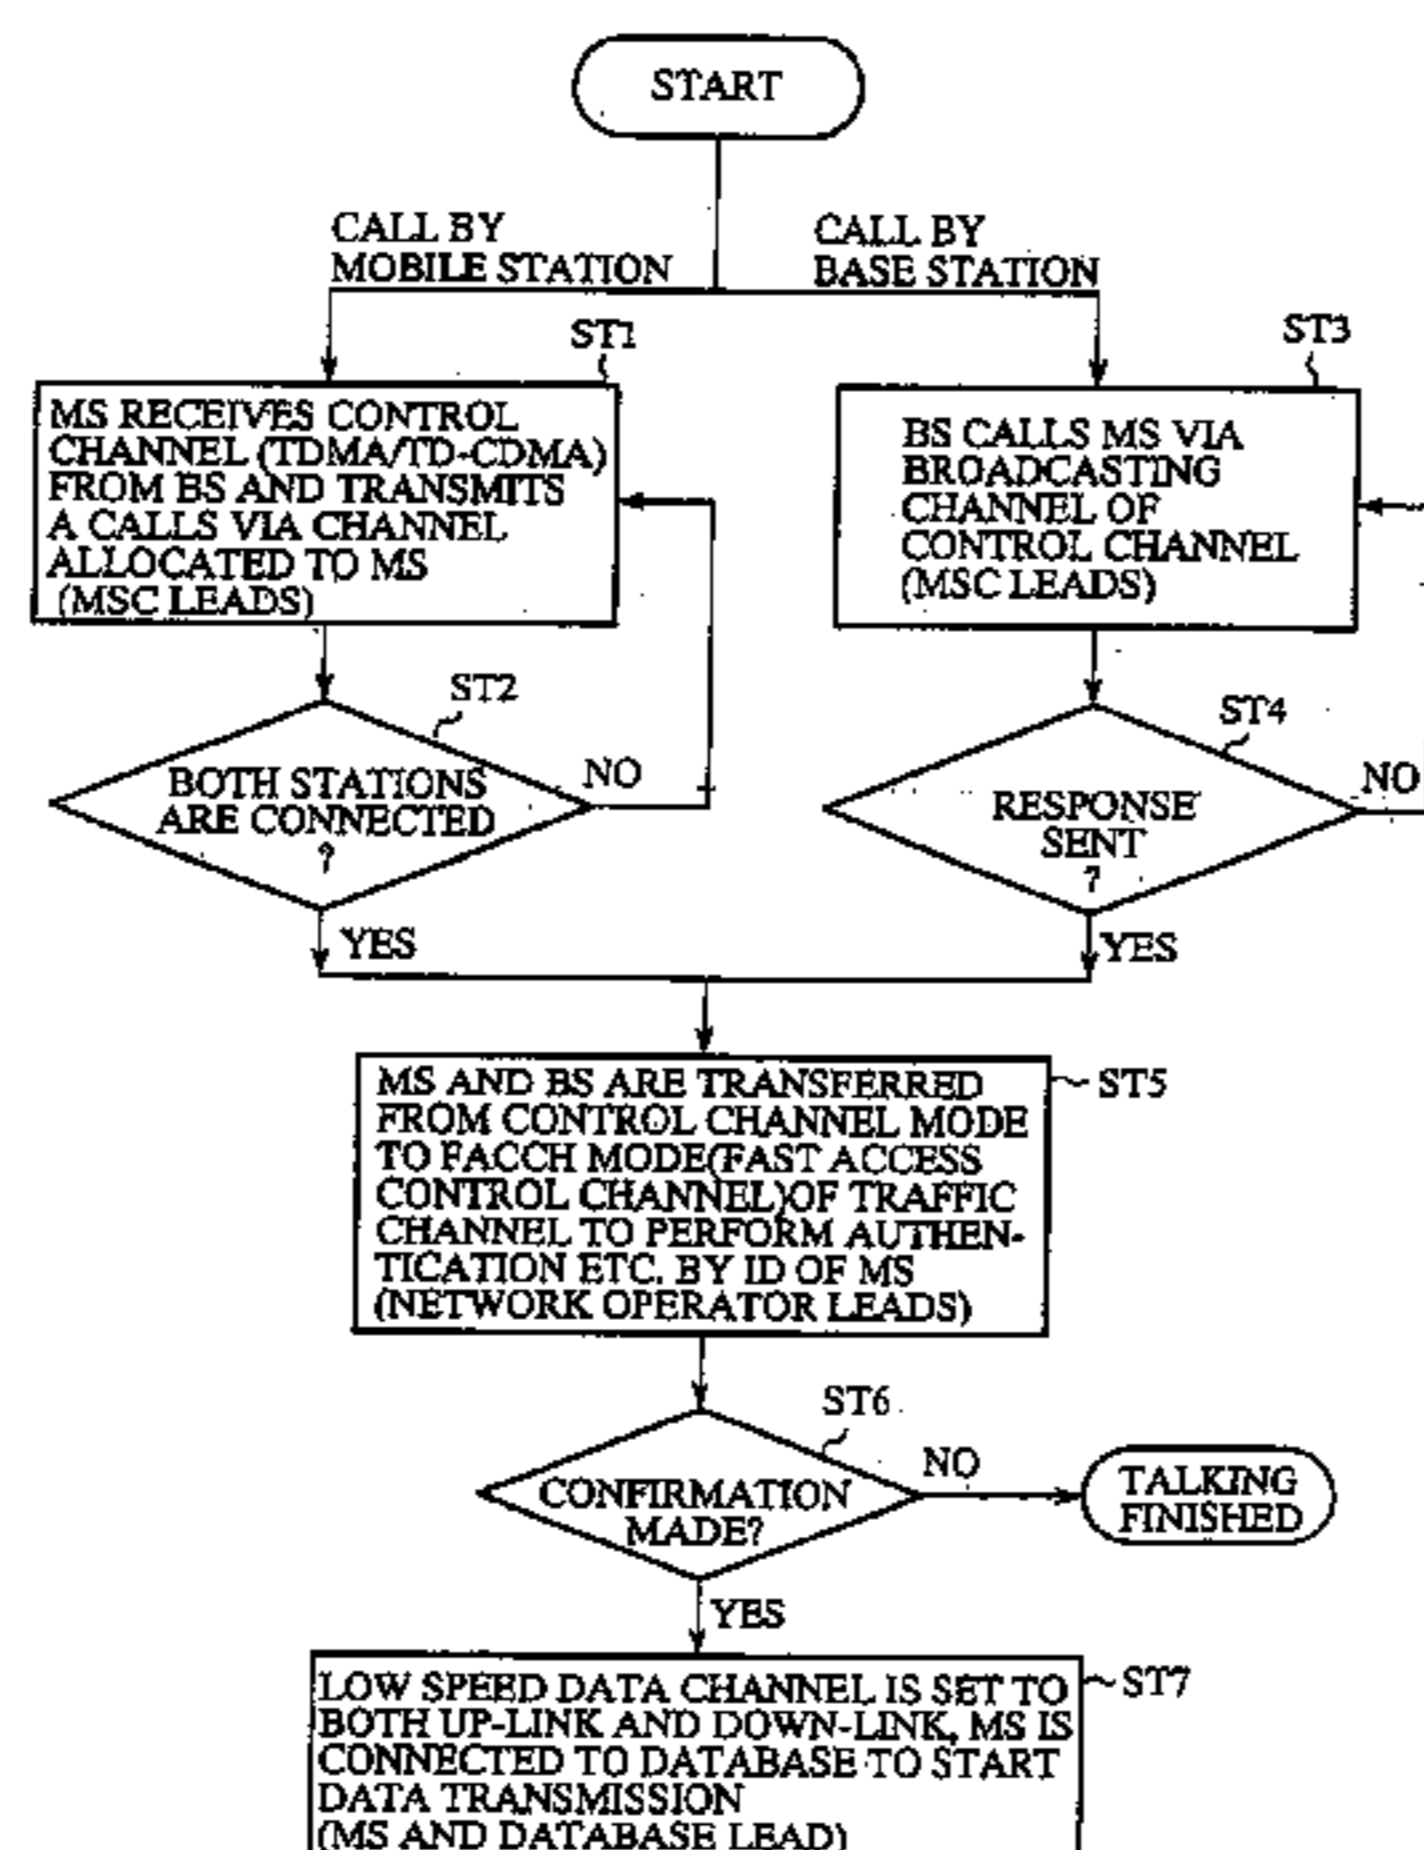 START
CALL BY
MOBILE STATION
CALL BY
BASE STATION
ST1
ST3
MS RECEIVES CONTROL
CHANNEL (TDMA/TD-CDMA)
FROM BS AND TRANSMITS
A CALLS VIA CHANNEL
ALLOCATED TO MS
(MSC LEADS)
BS CALLS MS VIA
BROADCASTING
CHANNEL OF
CONTROL CHANNEL
(MSC LEADS)
ST2
ST4
BOTH STATIONS
ARE CONNECTED
?
NO
RESPONSE
SENT
?
NO
YES
YES
MS AND BS ARE TRANSFERRED
FROM CONTROL CHANNEL MODE
TO FACCH MODE(FAST ACCESS
CONTROL CHANNEL)OF TRAFFIC
CHANNEL TO PERFORM AUTHEN-
TICATION ETC. BY ID OF MS
(NETWORK OPERATOR LEADS)
ST5
ST6
CONFIRMATION
MADE?
NO
TALKING
FINISHED
YES
LOW SPEED DATA CHANNEL IS SET TO
BOTH UP-LINK AND DOWN-LINK, MS IS
CONNECTED TO DATABASE TO START
DATA TRANSMISSION
(MS AND DATABASE LEAD)
ST7